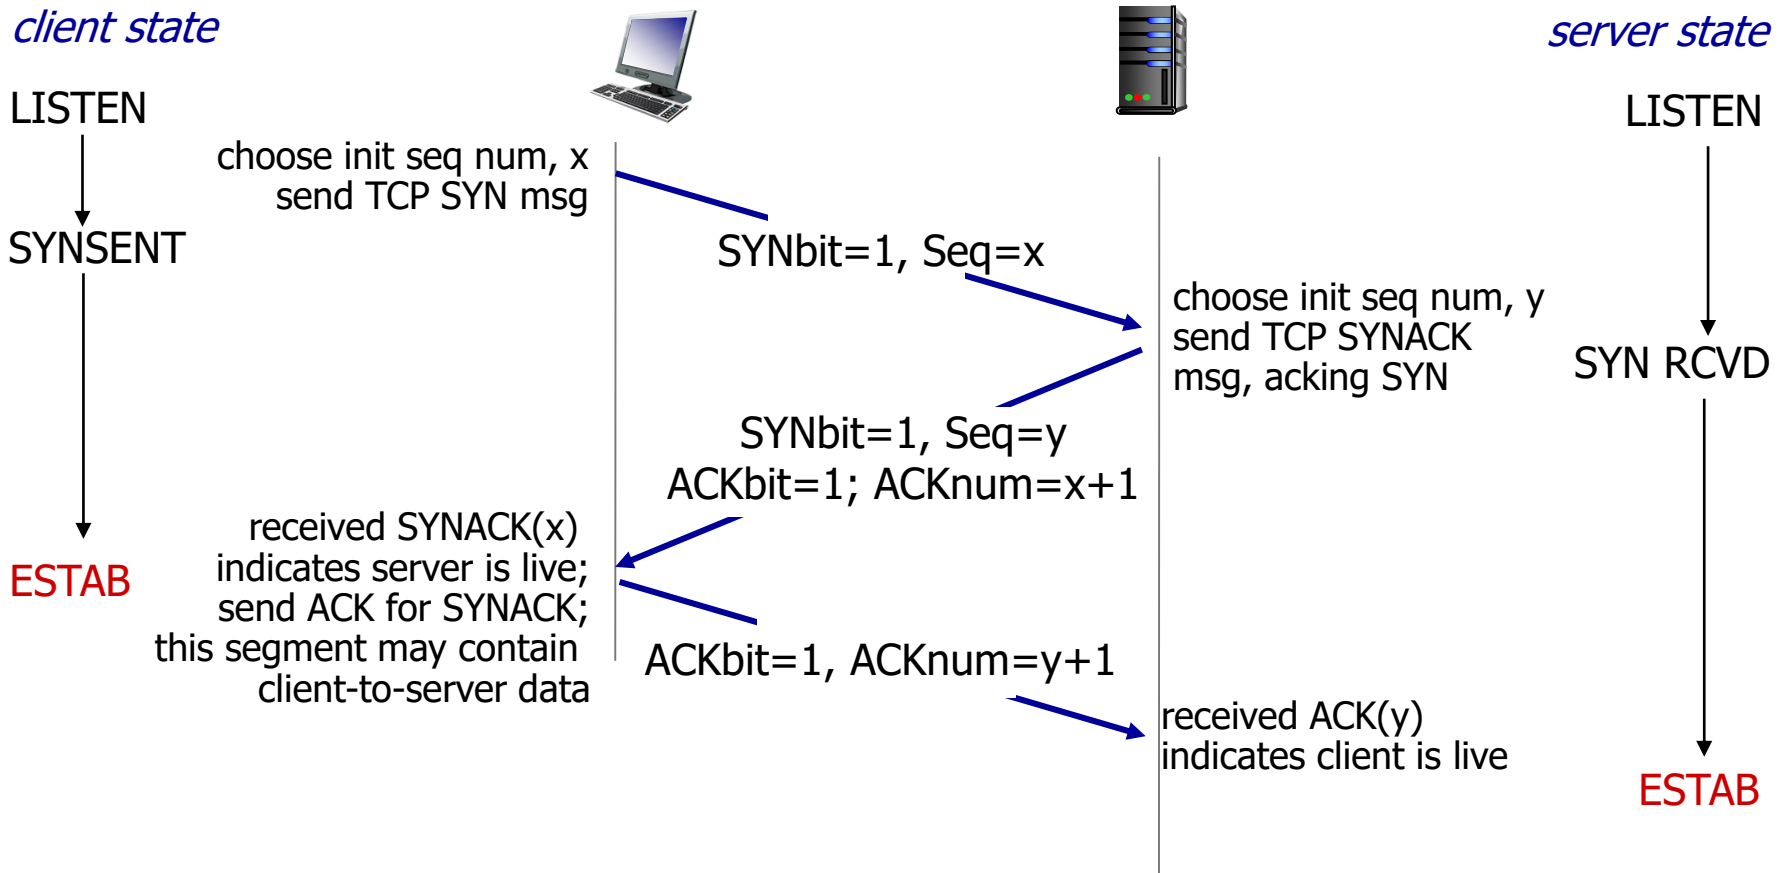 client state
server state
LISTEN
LISTEN
choose init seq num, x
send TCP SYN msg
SYNSENT
SYNbit=1, Seq=x
choose init seq num, y
send TCP SYNACK
msg, acking SYN
SYN RCVD
SYNbit=1, Seq=y
ACKbit=1; ACKnum=x+1
received SYNACK(x)
indicates server is live;
send ACK for SYNACK;
this segment may contain
client-to-server data
ESTAB
ACKbit=1, ACKnum=y+1
received ACK(y)
indicates client is live
ESTAB